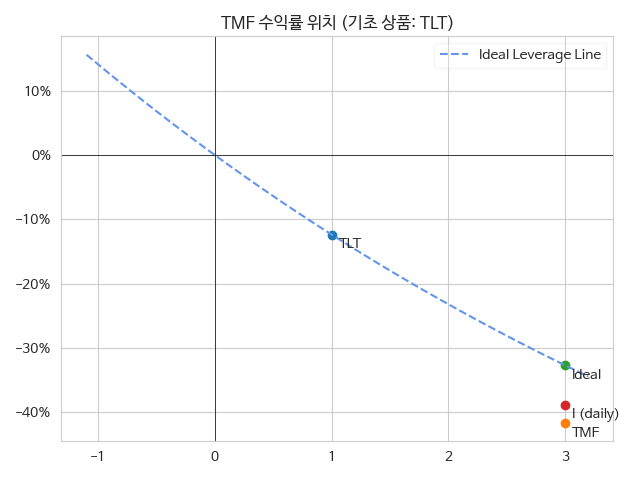 TMF 수익률 위치 (기초 상품: TLT)
Ideal Leverage Line
10%
0%
−10%
−20%
−30%
−40%
TLT
Ideal
I (daily)
TMF
−1
0
1
2
3